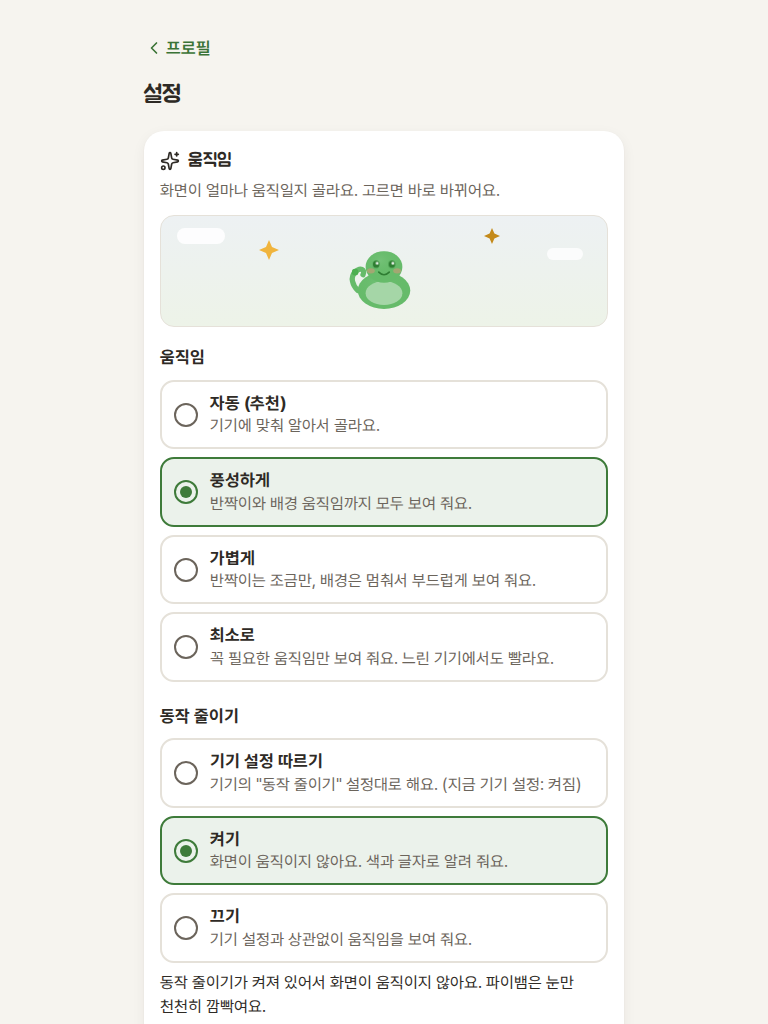 프로필
설정
움직임
화면이 얼마나 움직일지 골라요. 고르면 바로 바뀌어요.
움직임
자동 (추천)
기기에 맞춰 알아서 골라요.
풍성하게
반짝이와 배경 움직임까지 모두 보여 줘요.
가볍게
반짝이는 조금만, 배경은 멈춰서 부드럽게 보여 줘요.
최소로
꼭 필요한 움직임만 보여 줘요. 느린 기기에서도 빨라요.
동작 줄이기
기기 설정 따르기
기기의 "동작 줄이기" 설정대로 해요. (지금 기기 설정: 켜짐)
켜기
화면이 움직이지 않아요. 색과 글자로 알려 줘요.
끄기
기기 설정과 상관없이 움직임을 보여 줘요.
동작 줄이기가 켜져 있어서 화면이 움직이지 않아요. 파이뱀은 눈만
천천히 깜빡여요.